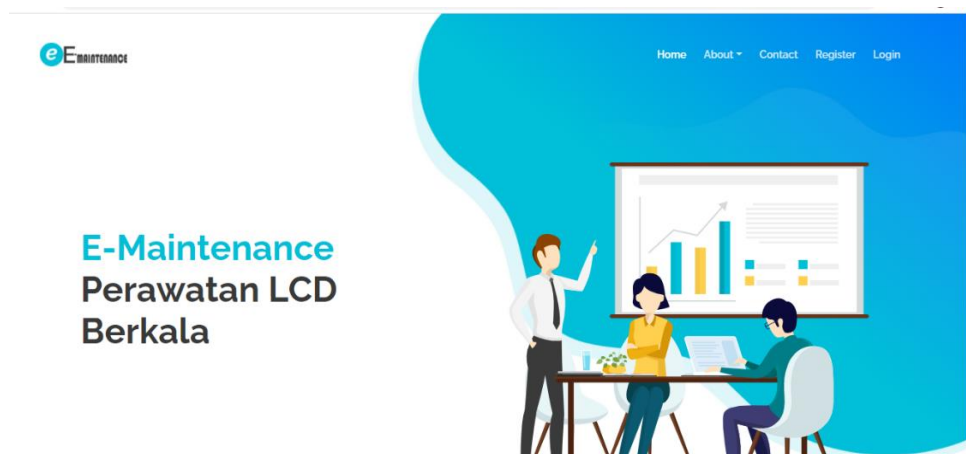 e E-MAINTENANCE
Home About Contact Register Login
E-Maintenance
Perawatan LCD
Berkala